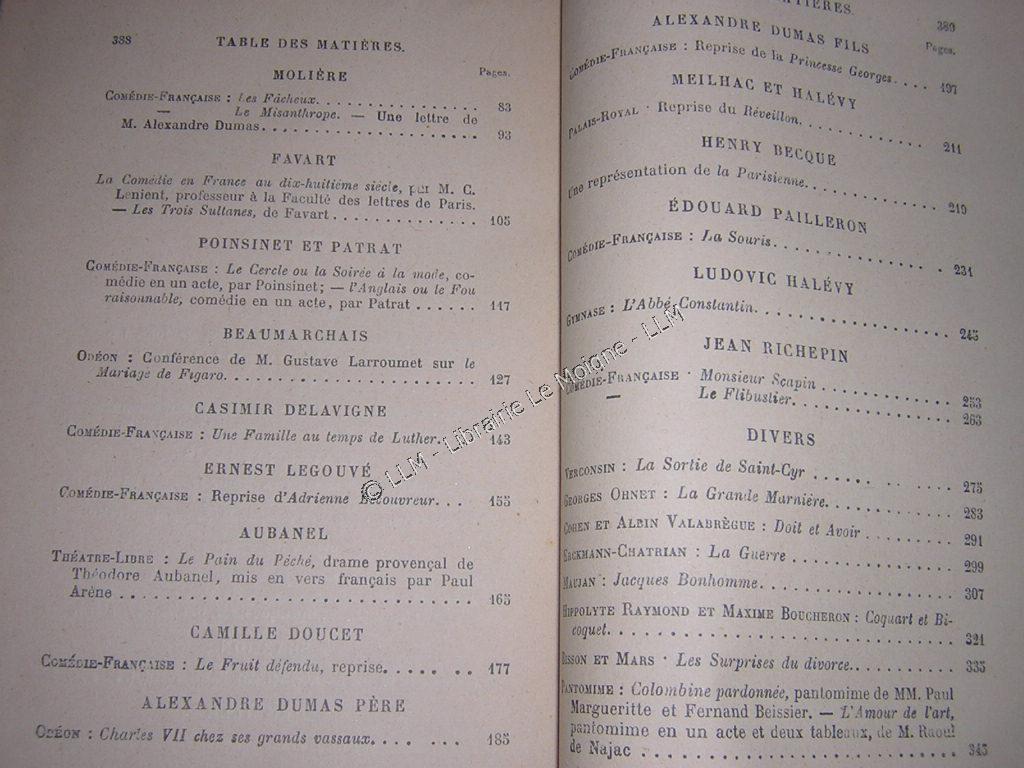 388 TABLE DES MATIÈRES.
MOLIÈRE
Pages.
COMÉDIE-FRANÇAISE : Les Fâcheux. . . . . . . . . . . . . . . . 83
— Le Misanthrope. — Une lettre de
M. Alexandre Dumas. . . . . . . . . . . . . . . . . . . . . 93
FAVART
La Comédie en France au dix-huitième siècle, par M. C.
Lenient, professeur à la Faculté des lettres de Paris.
— Les Trois Sultanes, de Favart . . . . . . . . . . . . . . 105
POINSINET ET PATRAT
COMÉDIE-FRANÇAISE : Le Cercle ou la Soirée à la mode, co-
médie en un acte, par Poinsinet; — l'Anglais ou le Fou
raisonnable, comédie en un acte, par Patrat . . . . . . 117
BEAUMARCHAIS
ODÉON : Conférence de M. Gustave Larroumet sur le
Mariage de Figaro. . . . . . . . . . . . . . . . . . . . . . . . 127
CASIMIR DELAVIGNE
COMÉDIE-FRANÇAISE : Une Famille au temps de Luther. . . 143
ERNEST LEGOUVÉ
COMÉDIE-FRANÇAISE : Reprise d'Adrienne Lecouvreur. . . 155
AUBANEL
THÉATRE-LIBRE : Le Pain du Péché, drame provençal de
Théodore Aubanel, mis en vers français par Paul
Arène . . . . . . . . . . . . . . . . . . . . . . . . . . . . . 165
CAMILLE DOUCET
COMÉDIE-FRANÇAISE : Le Fruit défendu, reprise. . . . . . . 177
ALEXANDRE DUMAS PÈRE
ODÉON : Charles VII chez ses grands vassaux. . . . . . . . 185
MATIÈRES. 389
ALEXANDRE DUMAS FILS
Pages.
COMÉDIE-FRANÇAISE : Reprise de la Princesse Georges. . . . 197
MEILHAC ET HALÉVY
PALAIS-ROYAL : Reprise du Réveillon. . . . . . . . . . . . 211
HENRY BECQUE
Une représentation de la Parisienne. . . . . . . . . . . . . 219
ÉDOUARD PAILLERON
COMÉDIE-FRANÇAISE : La Souris. . . . . . . . . . . . . . . . 231
LUDOVIC HALÉVY
GYMNASE : L'Abbé Constantin. . . . . . . . . . . . . . . . . 245
JEAN RICHEPIN
COMÉDIE-FRANÇAISE : Monsieur Scapin . . . . . . . . . . . . 253
— Le Flibustier. . . . . . . . . . . . . . 263
DIVERS
VERCONSIN : La Sortie de Saint-Cyr . . . . . . . . . . . . . 275
GEORGES OHNET : La Grande Marnière. . . . . . . . . . . . . 283
COHEN ET ALBIN VALABRÈGUE : Doit et Avoir . . . . . . . . 291
ERCKMANN-CHATRIAN : La Guerre . . . . . . . . . . . . . . . 299
MAUJAN : Jacques Bonhomme. . . . . . . . . . . . . . . . . . 307
HIPPOLYTE RAYMOND ET MAXIME BOUCHERON : Coquart et Bi-
coquet. . . . . . . . . . . . . . . . . . . . . . . . . . . . 321
BISSON ET MARS : Les Surprises du divorce. . . . . . . . . 335
PANTOMIME : Colombine pardonnée, pantomime de MM. Paul
Margueritte et Fernand Beissier. — L'Amour de l'art,
pantomime en un acte et deux tableaux, de M. Raoul
de Najac . . . . . . . . . . . . . . . . . . . . . . . . . . . 345
© LLM - Librairie Le Moigne - LLM